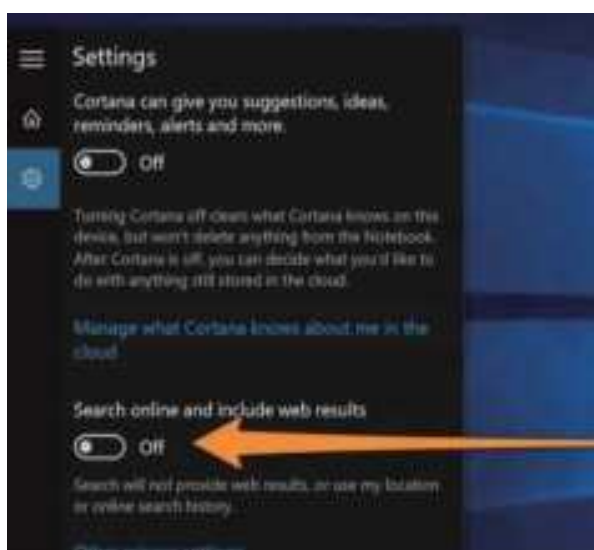 Settings
Cortana can give you suggestions, ideas,
reminders, alerts and more.
Off
Turning Cortana off clears what Cortana knows on this
device, but won't delete anything from the Notebook.
After Cortana is off, you can decide what you'd like to
do with anything still stored in the cloud.
Manage what Cortana knows about me in the
cloud
Search online and include web results
Off
Search will not provide web results, or use my location
or online search history.